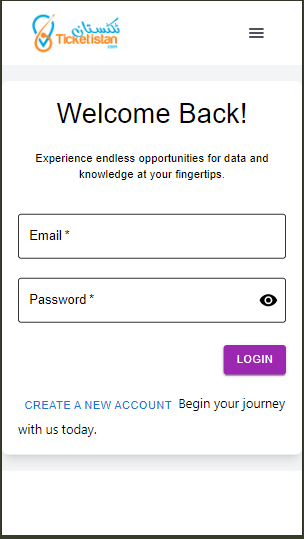 ٹکٹستان
Ticketistan
.com
Welcome Back!
Experience endless opportunities for data and
knowledge at your fingertips.
Email *
Password *
LOGIN
CREATE A NEW ACCOUNT Begin your journey
with us today.